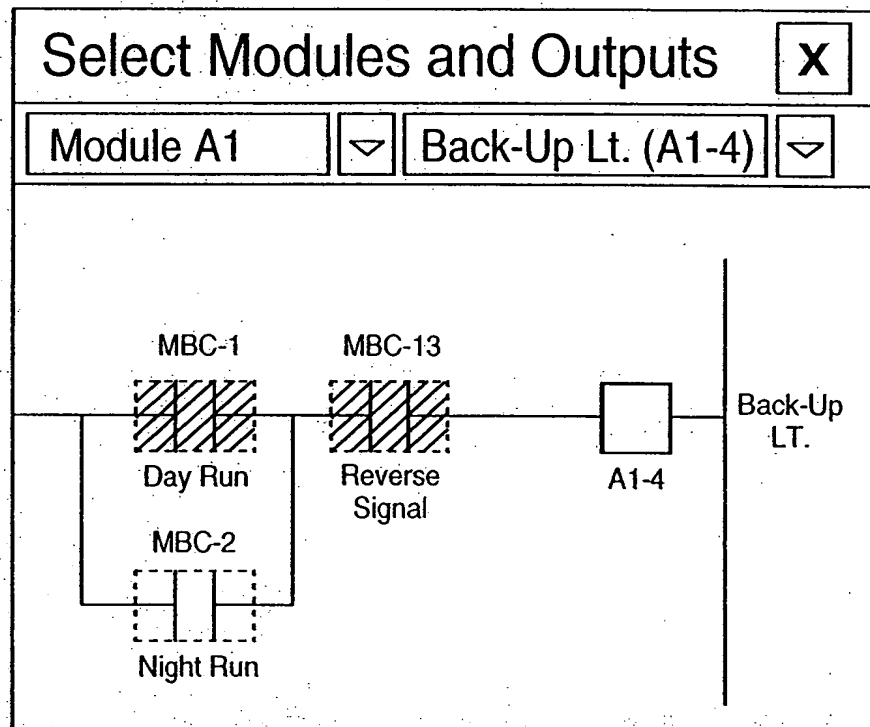 Select Modules and Outputs X
Module A1 Back-Up Lt. (A1-4)
MBC-1 MBC-13
Day Run Reverse Signal
A1-4
Back-Up LT.
MBC-2
Night Run